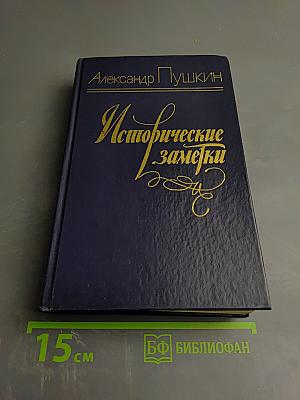 Александр Пушкин
Исторические
заметки
15 см
БФ БИБЛИОФАН